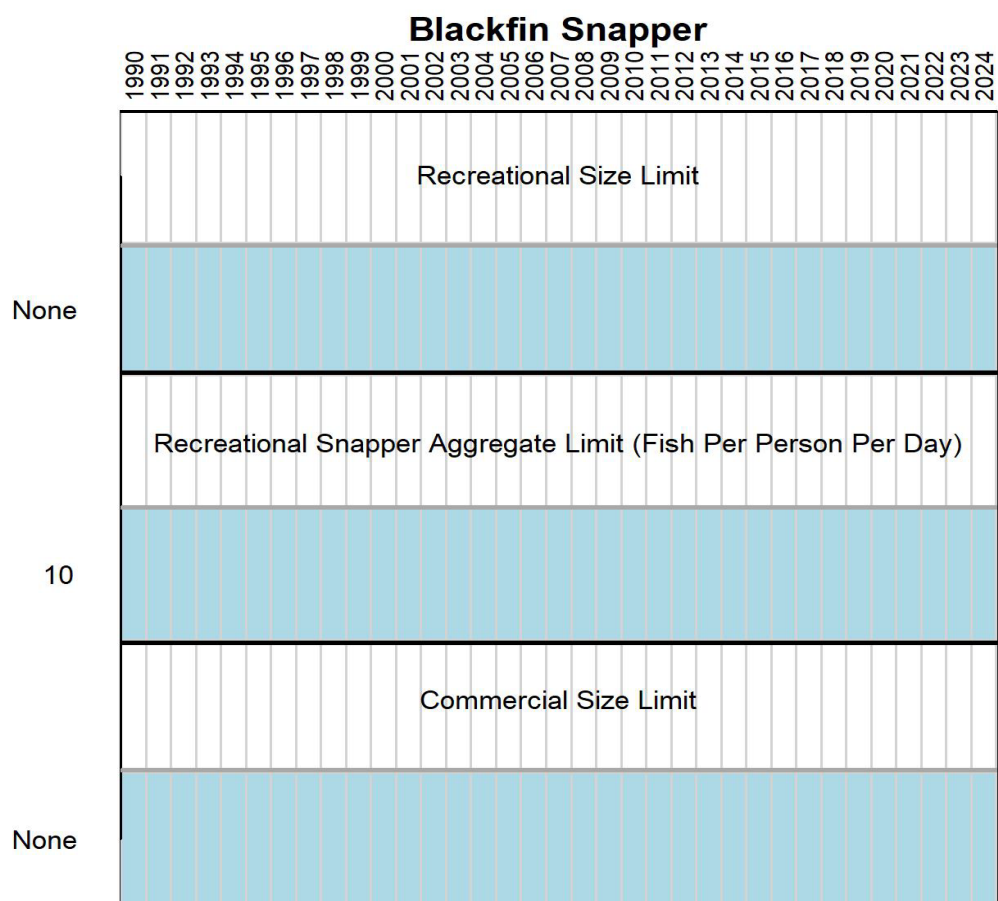 Blackfin Snapper
1990 1991 1992 1993 1994 1995 1996 1997 1998 1999 2000 2001 2002 2003 2004 2005 2006 2007 2008 2009 2010 2011 2012 2013 2014 2015 2016 2017 2018 2019 2020 2021 2022 2023 2024
Recreational Size Limit
None
Recreational Snapper Aggregate Limit (Fish Per Person Per Day)
10
Commercial Size Limit
None